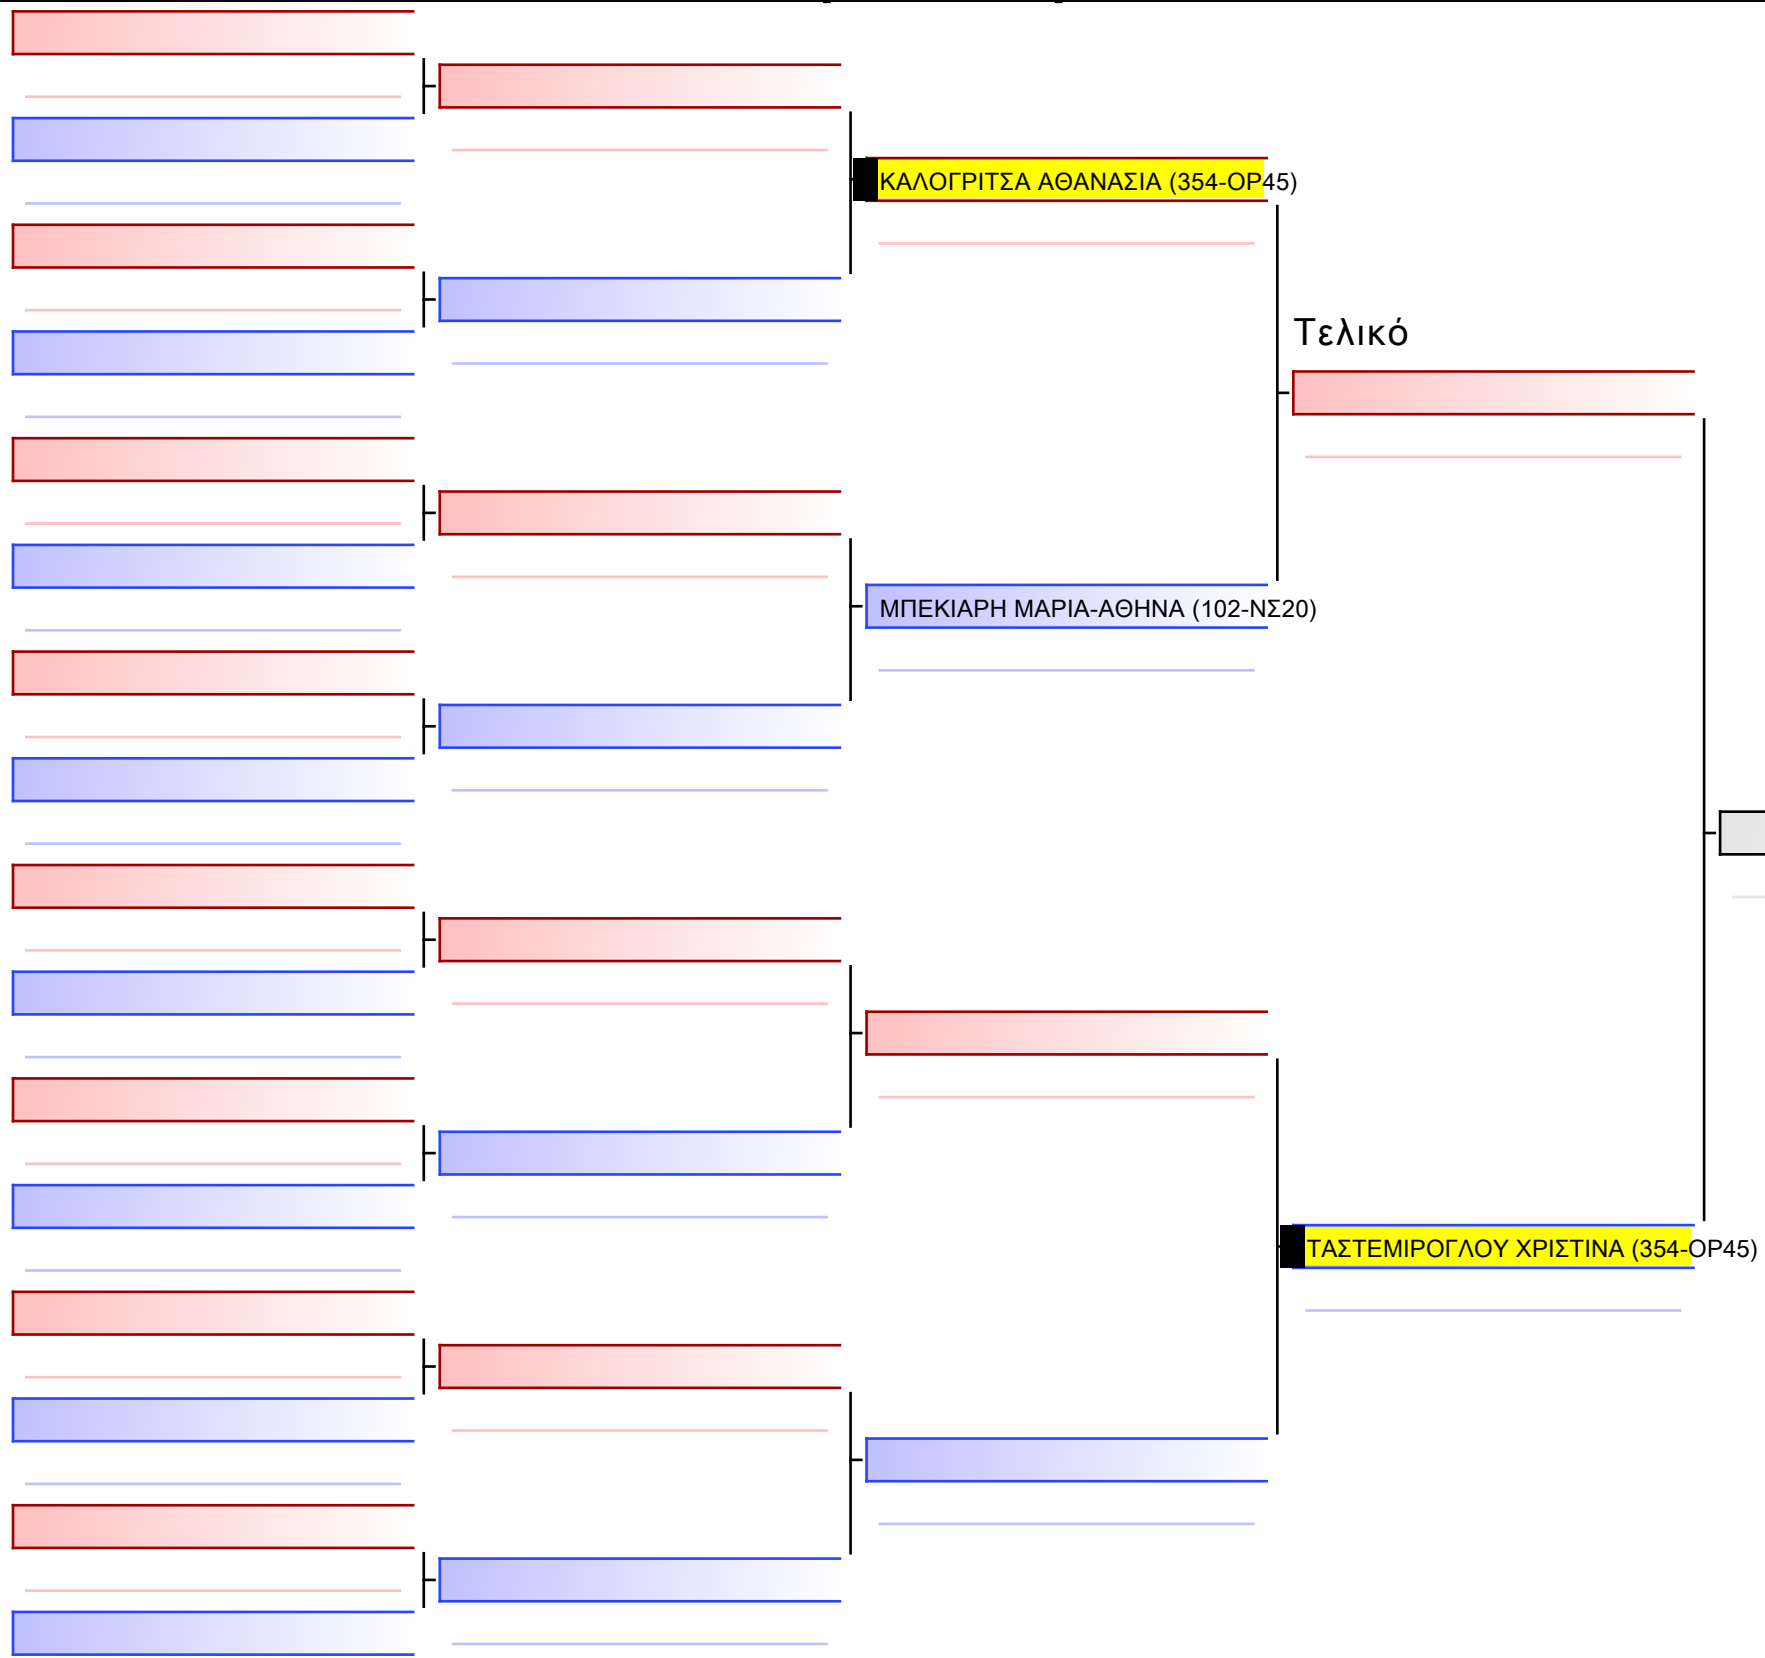 ΚΑΛΟΓΡΙΤΣΑ ΑΘΑΝΑΣΙΑ (354-ΟΡ45)
Τελικό
ΜΠΕΚΙΑΡΗ ΜΑΡΙΑ-ΑΘΗΝΑ (102-ΝΣ20)
ΤΑΣΤΕΜΙΡΟΓΛΟΥ ΧΡΙΣΤΙΝΑ (354-ΟΡ45)